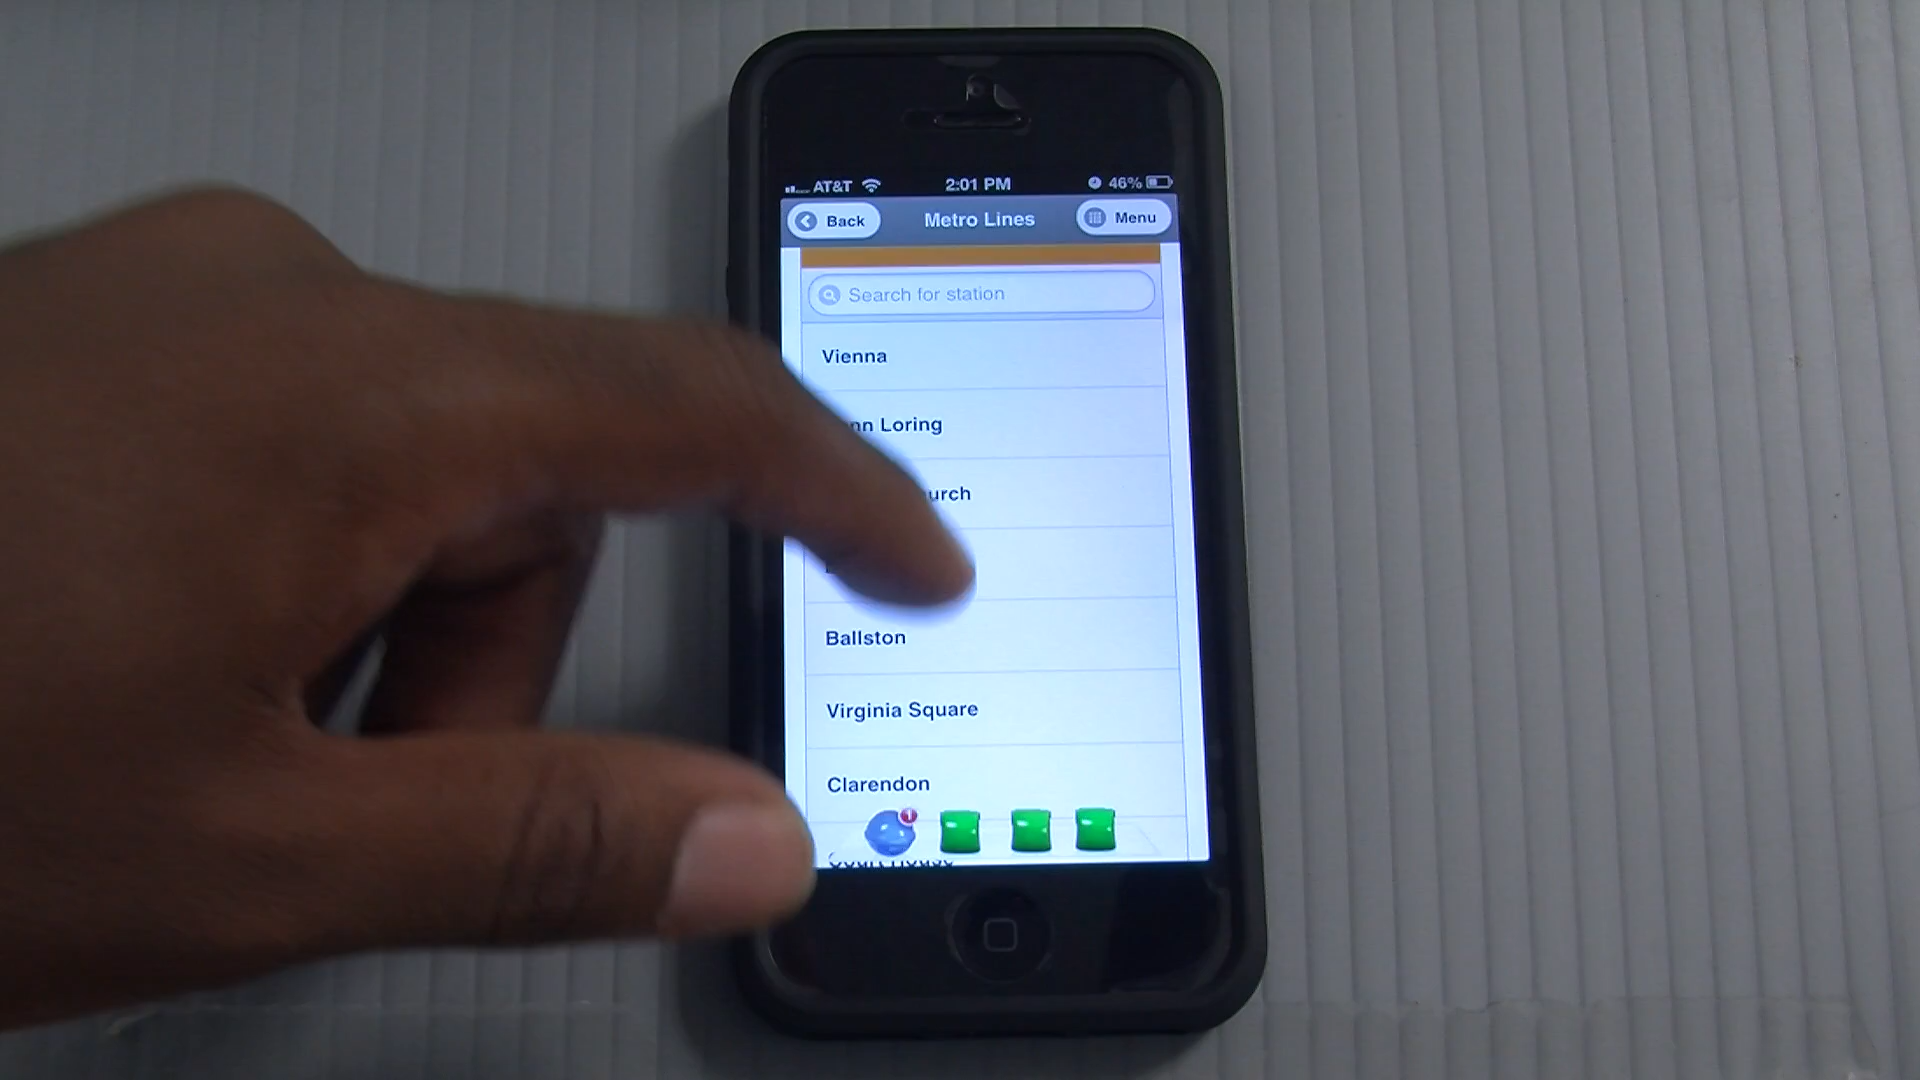 AT&T 2:01 PM 46%
Back Metro Lines Menu
Search for station
Vienna
nn Loring
urch
Ballston
Virginia Square
Clarendon
1